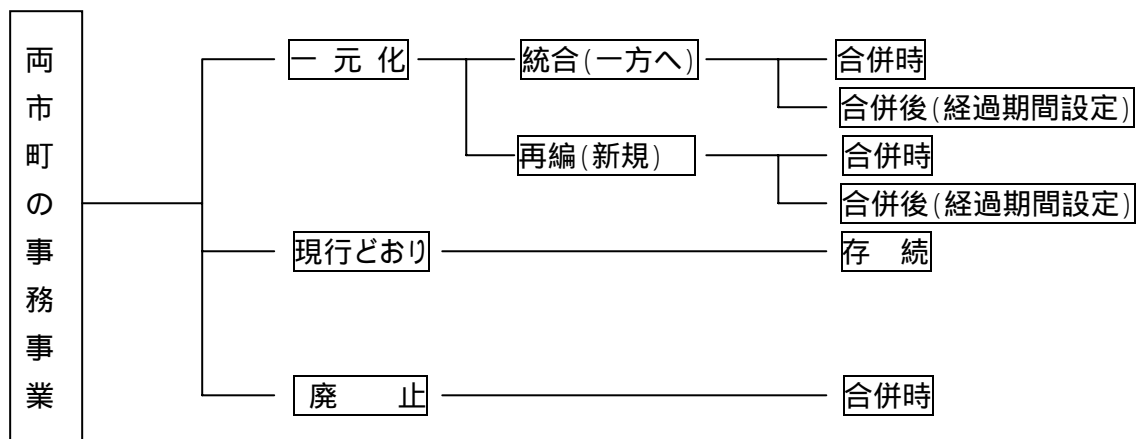 両市町の事務事業
一 元 化
統合(一方へ)
合併時
合併後(経過期間設定)
再編(新規)
合併時
合併後(経過期間設定)
現行どおり
存 続
廃 止
合併時